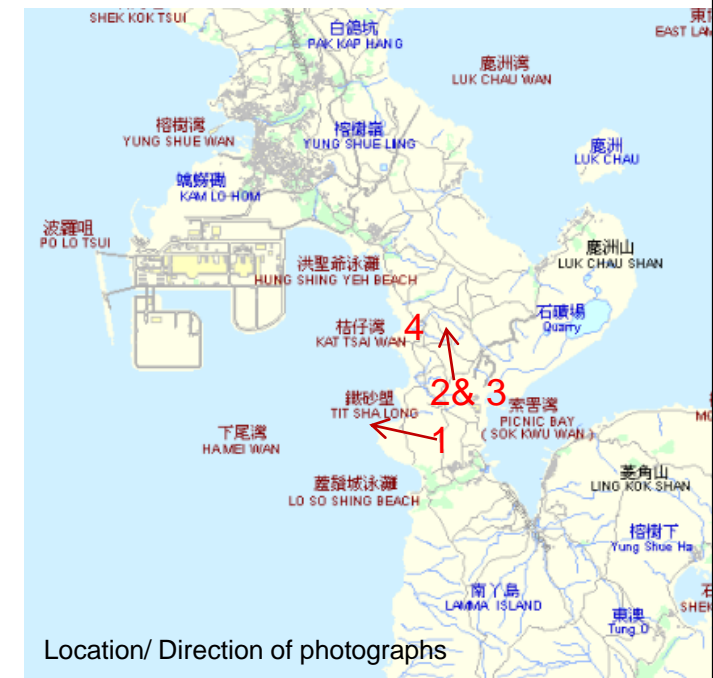 SHEK KOK TSUI
白鴿坑
PAK KAP HANG
EAST LAM
鹿洲灣
LUK CHAU WAN
榕樹灣
YUNG SHUE WAN
榕樹嶺
YUNG SHUE LING
鹿洲
LUK CHAU
KAM LO HOM
波羅咀
PO LO TSUI
洪聖爺泳灘
HUNG SHING YEH BEACH
鹿洲山
LUK CHAU SHAN
石礦場
Quarry
桔仔灣
KAT TSAI WAN
4
2& 3
鐵砂塱
TIT SHA LONG
索罟灣
PICNIC BAY
( SOK KWU WAN )
1
下尾灣
HA MEI WAN
蘆鬚城泳灘
LO SO SHING BEACH
菱角山
LING KOK SHAN
榕樹下
Yung Shue Ha
南丫島
LAMMA ISLAND
東澳
Tung O
SHEK
Location/ Direction of photographs